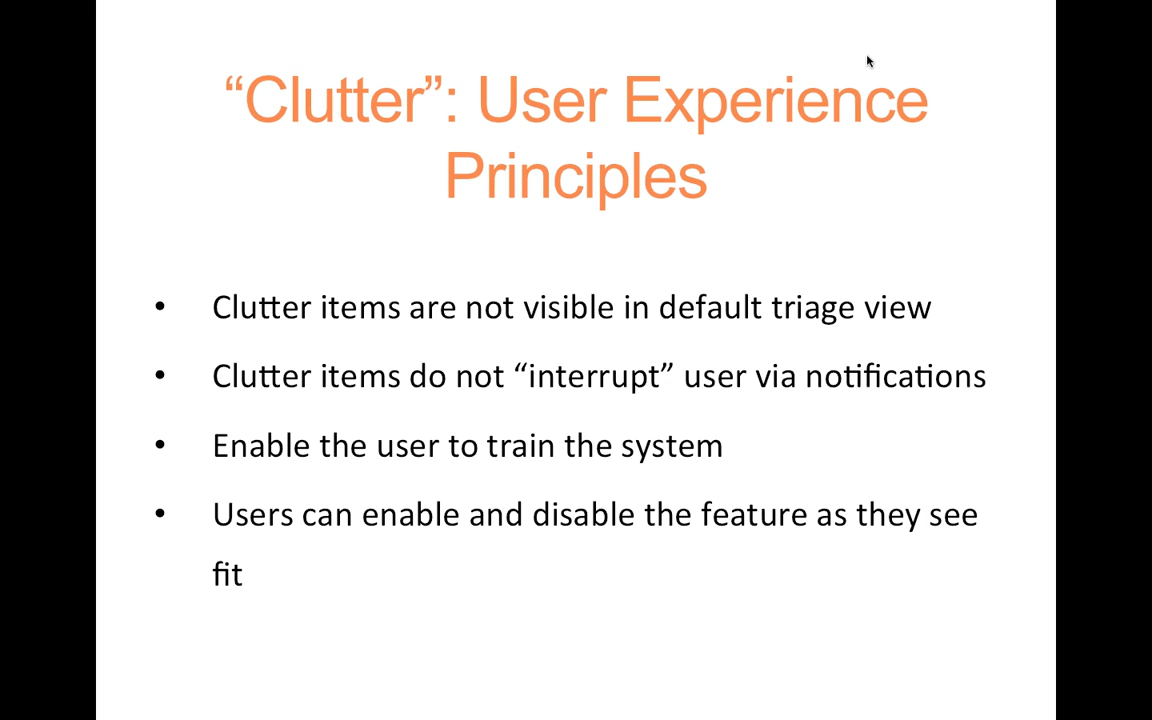 “Clutter”: User Experience
Principles
• Clutter items are not visible in default triage view
• Clutter items do not “interrupt” user via notifications
• Enable the user to train the system
• Users can enable and disable the feature as they see
fit